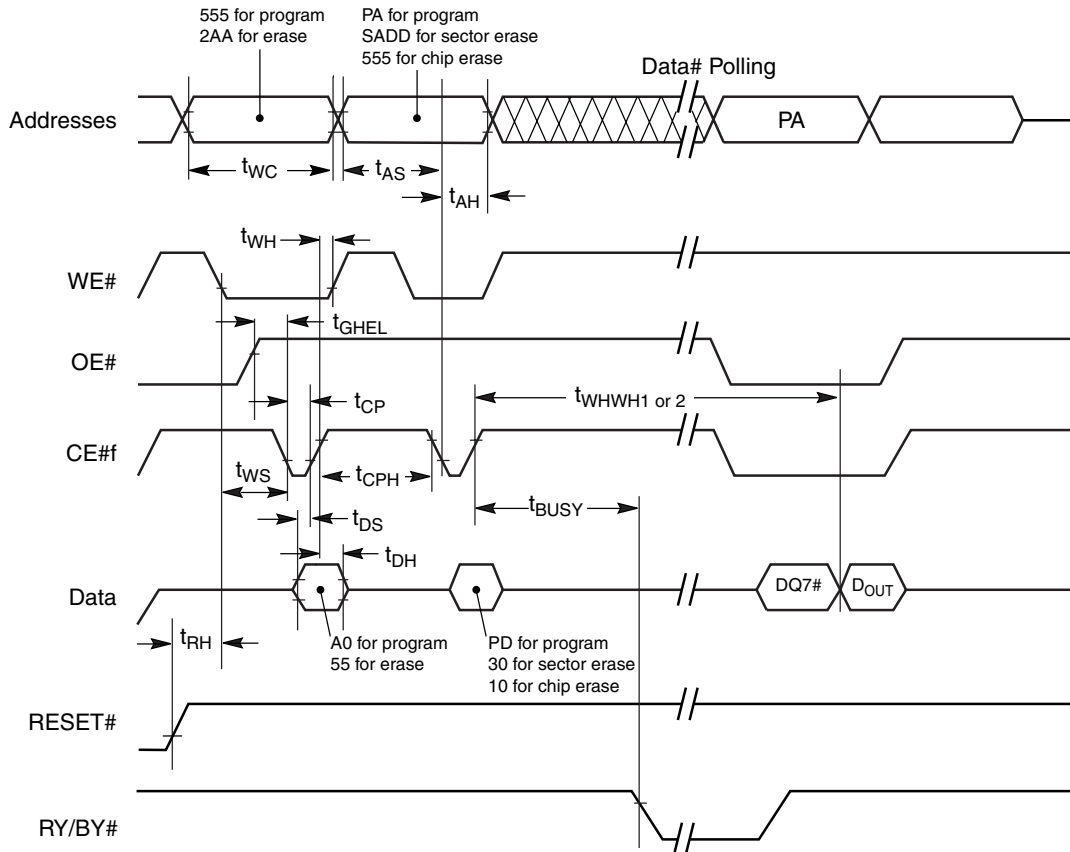 555 for program
2AA for erase
PA for program
SADD for sector erase
555 for chip erase
Data# Polling
Addresses
PA
tWC
tAS
tAH
tWH
WE#
tGHEL
OE#
tCP
tWHWH1 or 2
CE#f
tWS
tCPH
tBUSY
tDS
tDH
Data
DQ7#
DOUT
tRH
A0 for program
55 for erase
PD for program
30 for sector erase
10 for chip erase
RESET#
RY/BY#